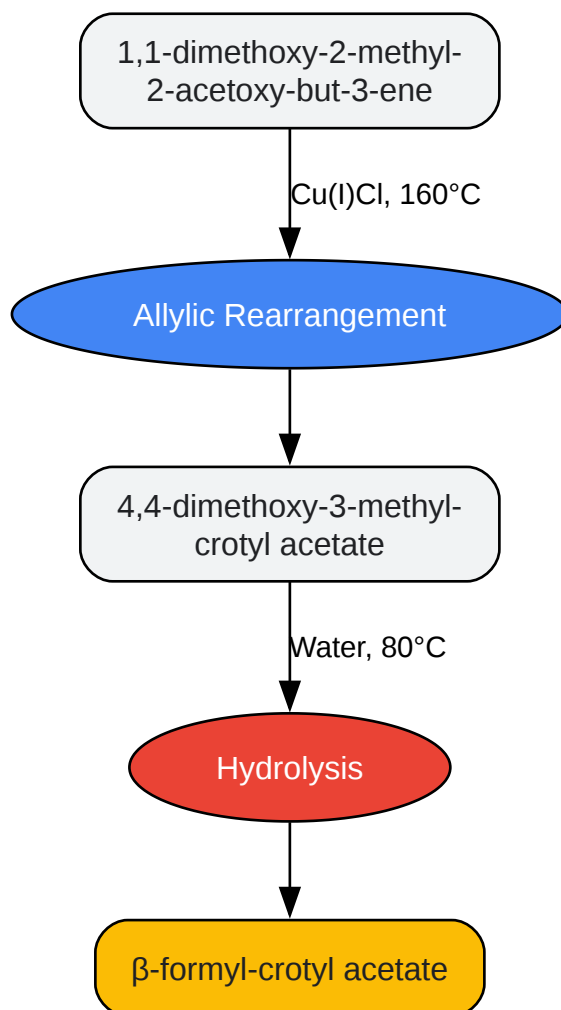 1,1-dimethoxy-2-methyl-
2-acetoxy-but-3-ene
Cu(I)Cl, 160°C
Allylic Rearrangement
4,4-dimethoxy-3-methyl-
crotyl acetate
Water, 80°C
Hydrolysis
β-formyl-crotyl acetate